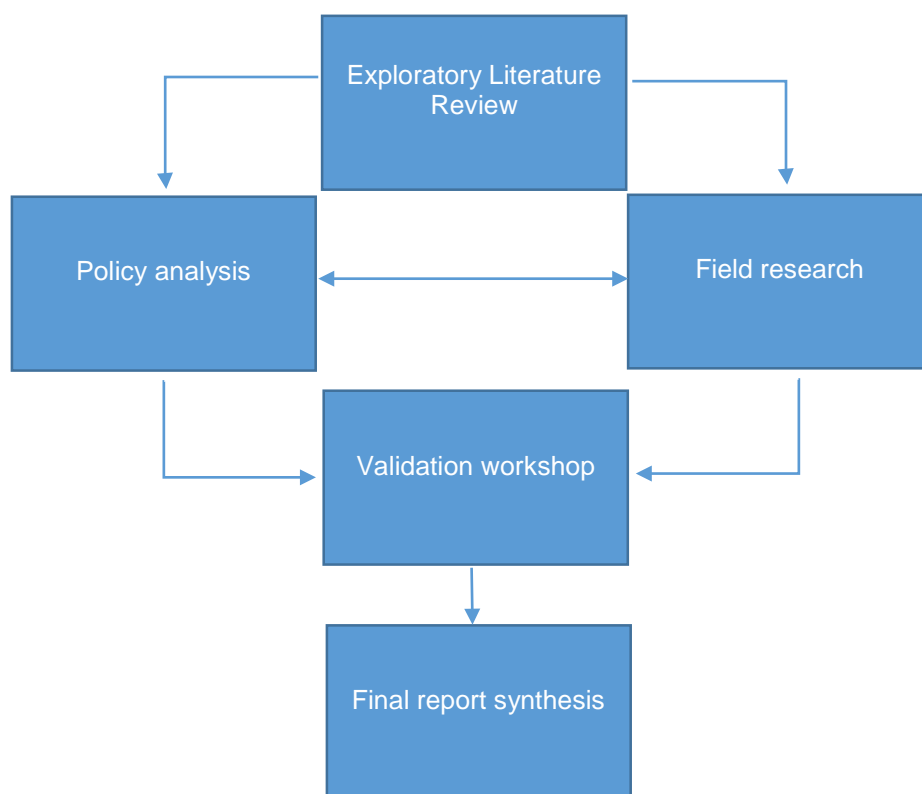 Exploratory Literature
Review
Policy analysis
Field research
Validation workshop
Final report synthesis